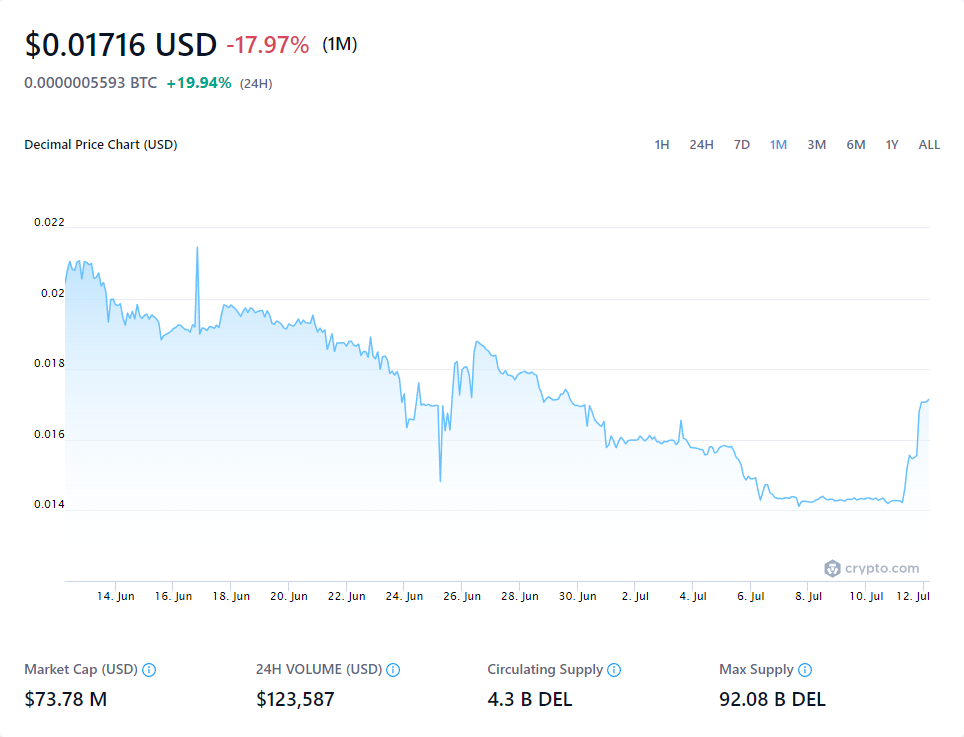 $0.01716 USD -17.97% (1M)
0.0000005593 BTC +19.94% (24H)
Decimal Price Chart (USD)
1H 24H 7D 1M 3M 6M 1Y ALL
0.022
0.02
0.018
0.016
0.014
crypto.com
14. Jun 16. Jun 18. Jun 20. Jun 22. Jun 24. Jun 26. Jun 28. Jun 30. Jun 2. Jul 4. Jul 6. Jul 8. Jul 10. Jul 12. Jul
Market Cap (USD) 24H VOLUME (USD) Circulating Supply Max Supply
$73.78 M $123,587 4.3 B DEL 92.08 B DEL